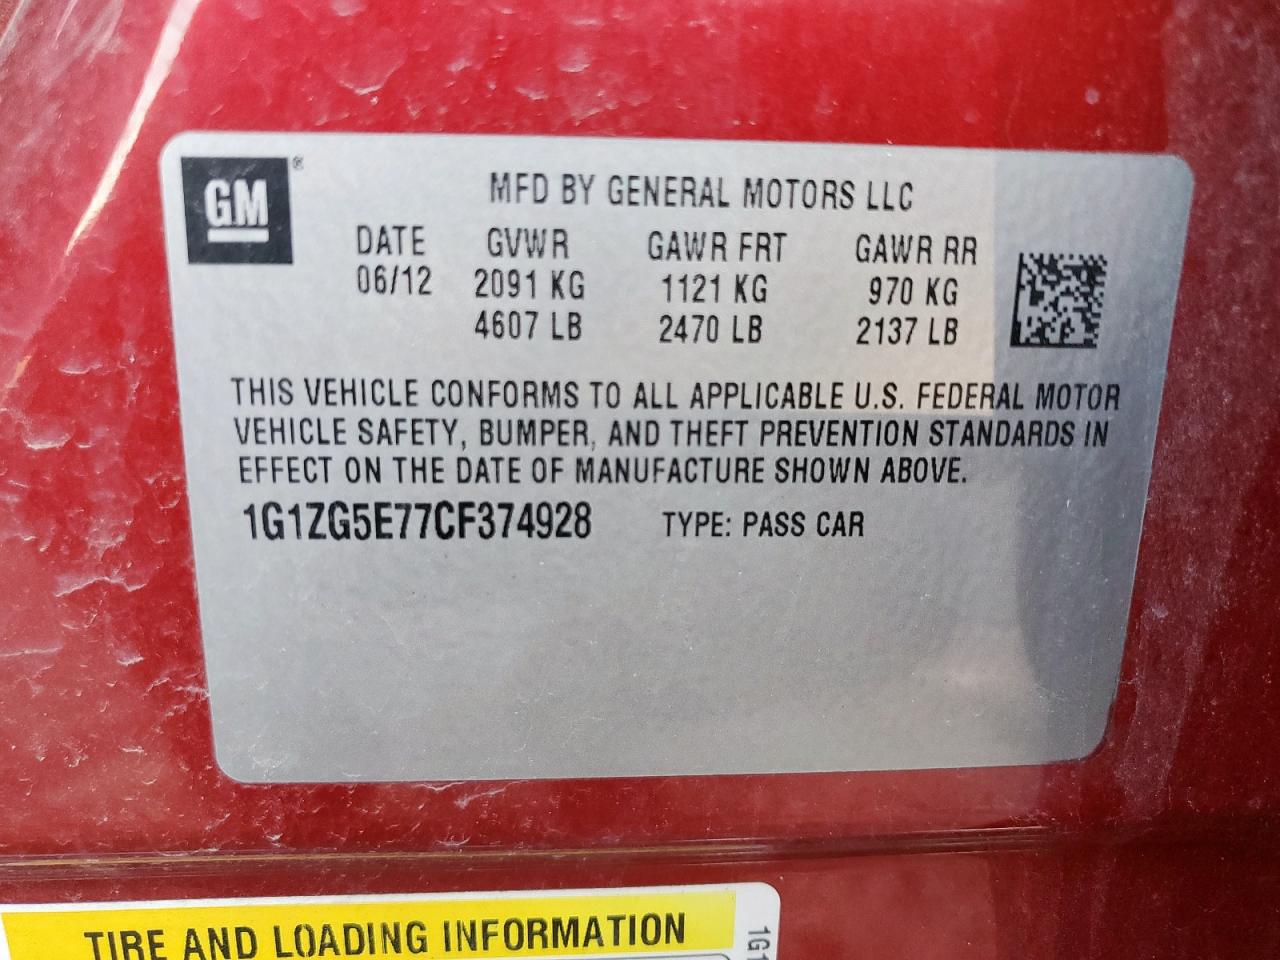 GM®
MFD BY GENERAL MOTORS LLC
DATE GVWR GAWR FRT GAWR RR
06/12 2091 KG 1121 KG 970 KG
4607 LB 2470 LB 2137 LB
THIS VEHICLE CONFORMS TO ALL APPLICABLE U.S. FEDERAL MOTOR
VEHICLE SAFETY, BUMPER, AND THEFT PREVENTION STANDARDS IN
EFFECT ON THE DATE OF MANUFACTURE SHOWN ABOVE.
1G1ZG5E77CF374928 TYPE: PASS CAR
TIRE AND LOADING INFORMATION